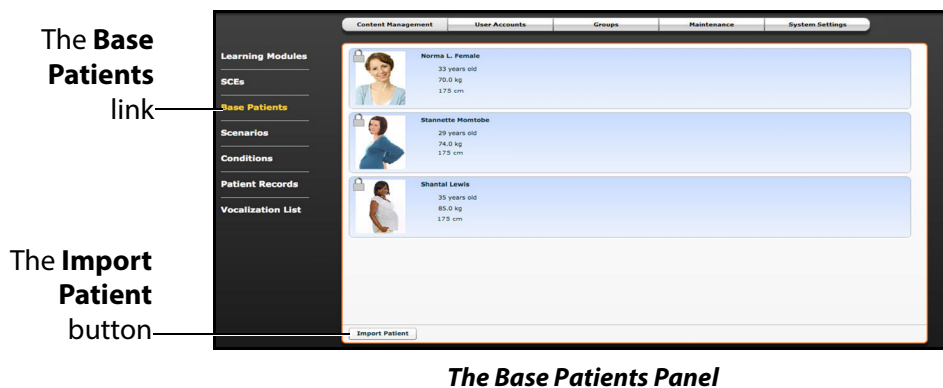 Content Management User Accounts Groups Maintenance System Settings
The Base
Patients
link
Learning Modules
SCEs
Base Patients
Scenarios
Conditions
Patient Records
Vocalization List
Norma L. Female
33 years old
70.0 kg
175 cm
Stannette Momtobe
29 years old
74.0 kg
175 cm
Shantal Lewis
35 years old
85.0 kg
175 cm
The Import
Patient
button
Import Patient
The Base Patients Panel